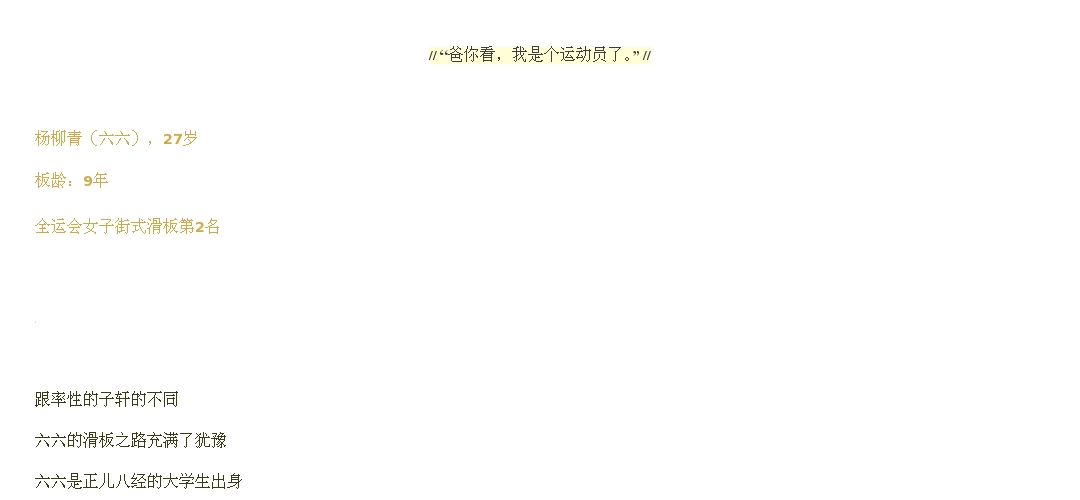 //“爸你看，我是个运动员了。”//
杨柳青（六六），27岁
板龄：9年
全运会女子街式滑板第2名
跟率性的子轩的不同
六六的滑板之路充满了犹豫
六六是正儿八经的大学生出身